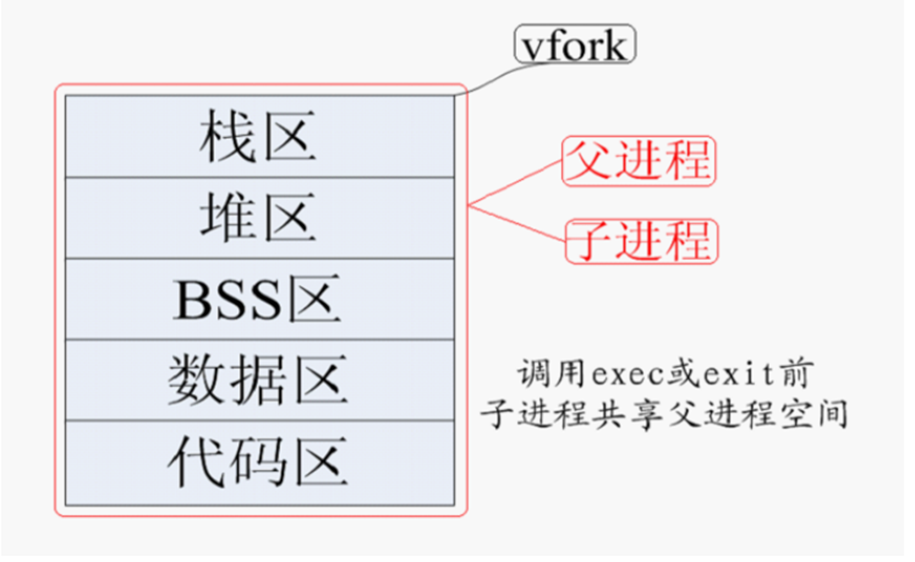 vfork
栈区
父进程
堆区
子进程
BSS区
数据区
调用exec或exit前
子进程共享父进程空间
代码区